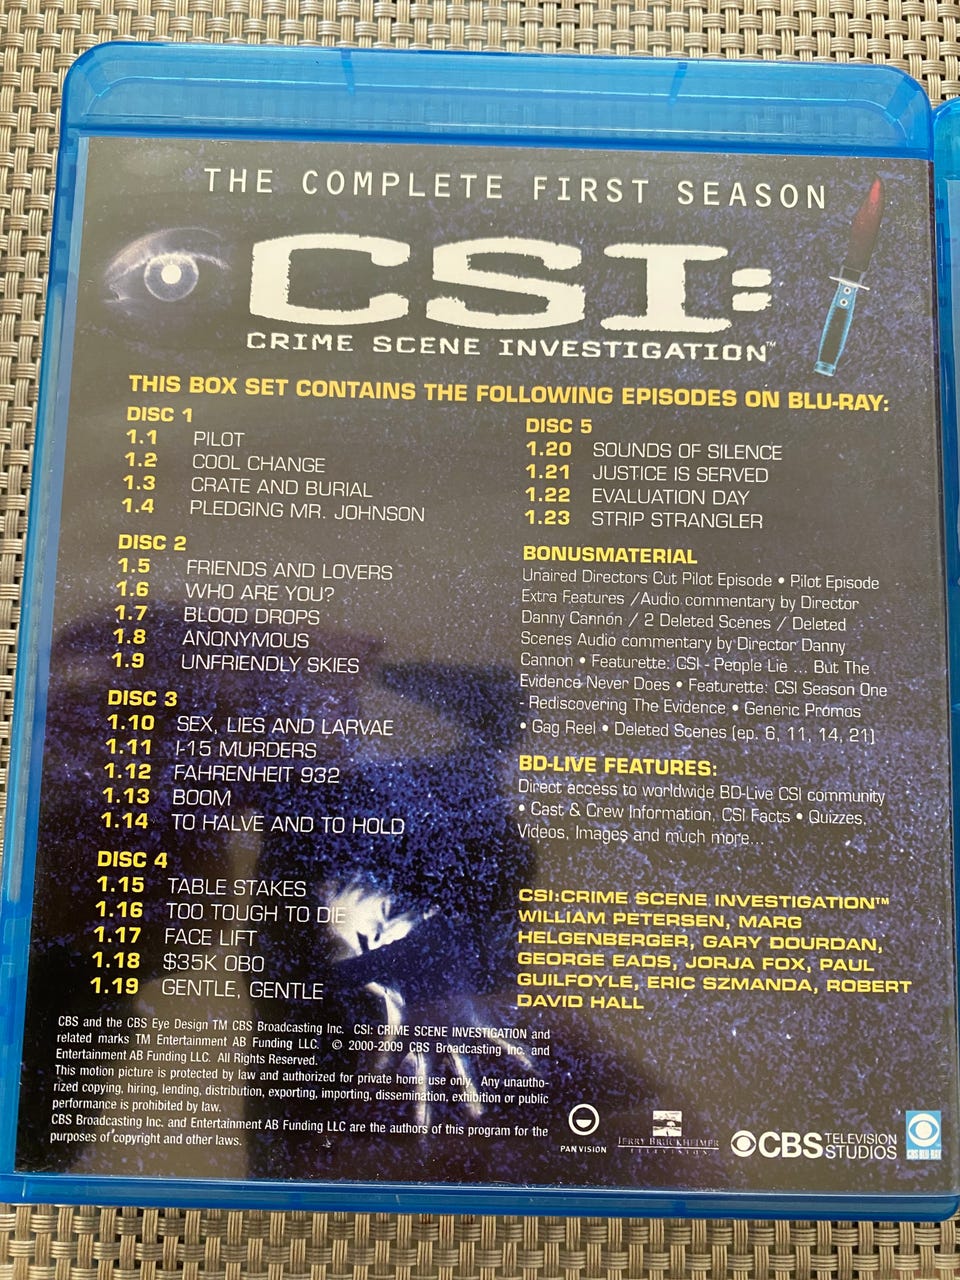 THE COMPLETE FIRST SEASON
CSI:
CRIME SCENE INVESTIGATION™
THIS BOX SET CONTAINS THE FOLLOWING EPISODES ON BLU-RAY:
DISC 1
1.1 PILOT
1.2 COOL CHANGE
1.3 CRATE AND BURIAL
1.4 PLEDGING MR. JOHNSON
DISC 2
1.5 FRIENDS AND LOVERS
1.6 WHO ARE YOU?
1.7 BLOOD DROPS
1.8 ANONYMOUS
1.9 UNFRIENDLY SKIES
DISC 3
1.10 SEX, LIES AND LARVAE
1.11 I-15 MURDERS
1.12 FAHRENHEIT 932
1.13 BOOM
1.14 TO HALVE AND TO HOLD
DISC 4
1.15 TABLE STAKES
1.16 TOO TOUGH TO DIE
1.17 FACE LIFT
1.18 $35K OBO
1.19 GENTLE, GENTLE
DISC 5
1.20 SOUNDS OF SILENCE
1.21 JUSTICE IS SERVED
1.22 EVALUATION DAY
1.23 STRIP STRANGLER
BONUSMATERIAL
Unaired Directors Cut Pilot Episode • Pilot Episode
Extra Features /Audio commentary by Director
Danny Cannon / 2 Deleted Scenes / Deleted
Scenes Audio commentary by Director Danny
Cannon • Featurette: CSI - People Lie ... But The
Evidence Never Does • Featurette: CSI Season One
- Rediscovering The Evidence • Generic Promos
• Gag Reel • Deleted Scenes (ep. 6, 11, 14, 21)
BD-LIVE FEATURES:
Direct access to worldwide BD-Live CSI community
• Cast & Crew Information, CSI Facts • Quizzes,
Videos, Images and much more...
CSI:CRIME SCENE INVESTIGATION™
WILLIAM PETERSEN, MARG
HELGENBERGER, GARY DOURDAN,
GEORGE EADS, JORJA FOX, PAUL
GUILFOYLE, ERIC SZMANDA, ROBERT
DAVID HALL
CBS and the CBS Eye Design TM CBS Broadcasting Inc. CSI: CRIME SCENE INVESTIGATION and
related marks TM Entertainment AB Funding LLC. © 2000-2009 CBS Broadcasting Inc. and
Entertainment AB Funding LLC. All Rights Reserved.
This motion picture is protected by law and authorized for private home use only. Any unautho-
rized copying, hiring, lending, distribution, exporting, importing, dissemination, exhibition or public
performance is prohibited by law.
CBS Broadcasting Inc. and Entertainment AB Funding LLC are the authors of this program for the
purposes of copyright and other laws.
PAN VISION
JERRY BRUCKHEIMER
TELEVISION
CBS TELEVISION
STUDIOS
CBS BLU-RAY